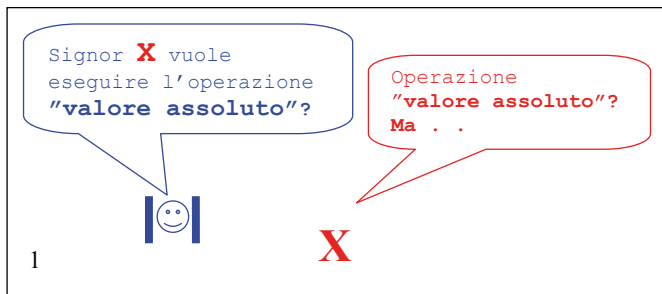 Signor X vuole
eseguire l'operazione
"valore assoluto"?
Operazione
"valore assoluto"?
Ma . .
X
1